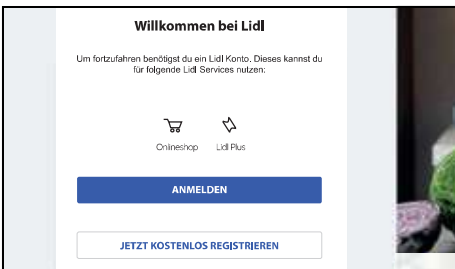 Willkommen bei Lidl
Um fortzufahren benötigst du ein Lidl Konto. Dieses kannst du
für folgende Lidl Services nutzen:
Onlineshop Lidl Plus
ANMELDEN
JETZT KOSTENLOS REGISTRIEREN